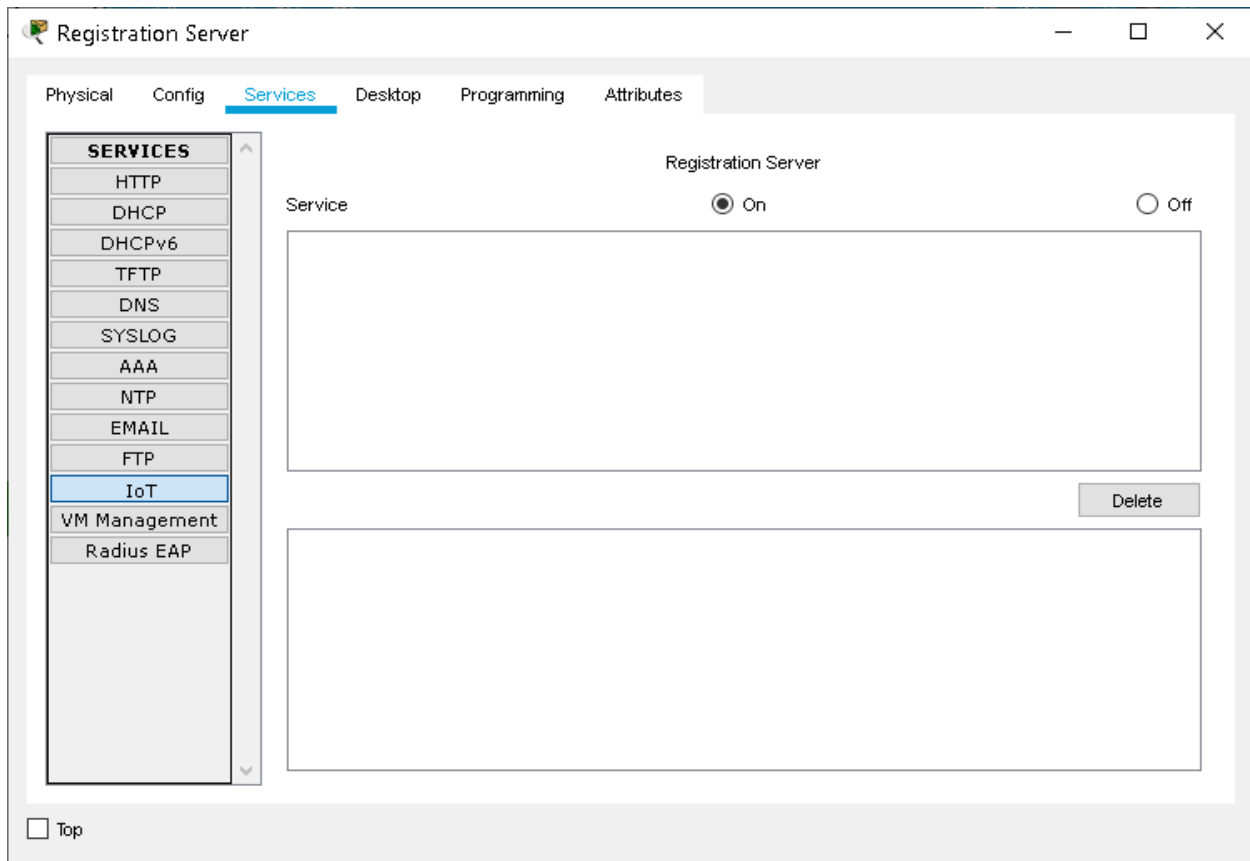 Registration Server
Physical Config Services Desktop Programming Attributes
SERVICES
HTTP
DHCP
DHCPv6
TFTP
DNS
SYSLOG
AAA
NTP
EMAIL
FTP
IoT
VM Management
Radius EAP
Registration Server
Service On Off
Delete
Top